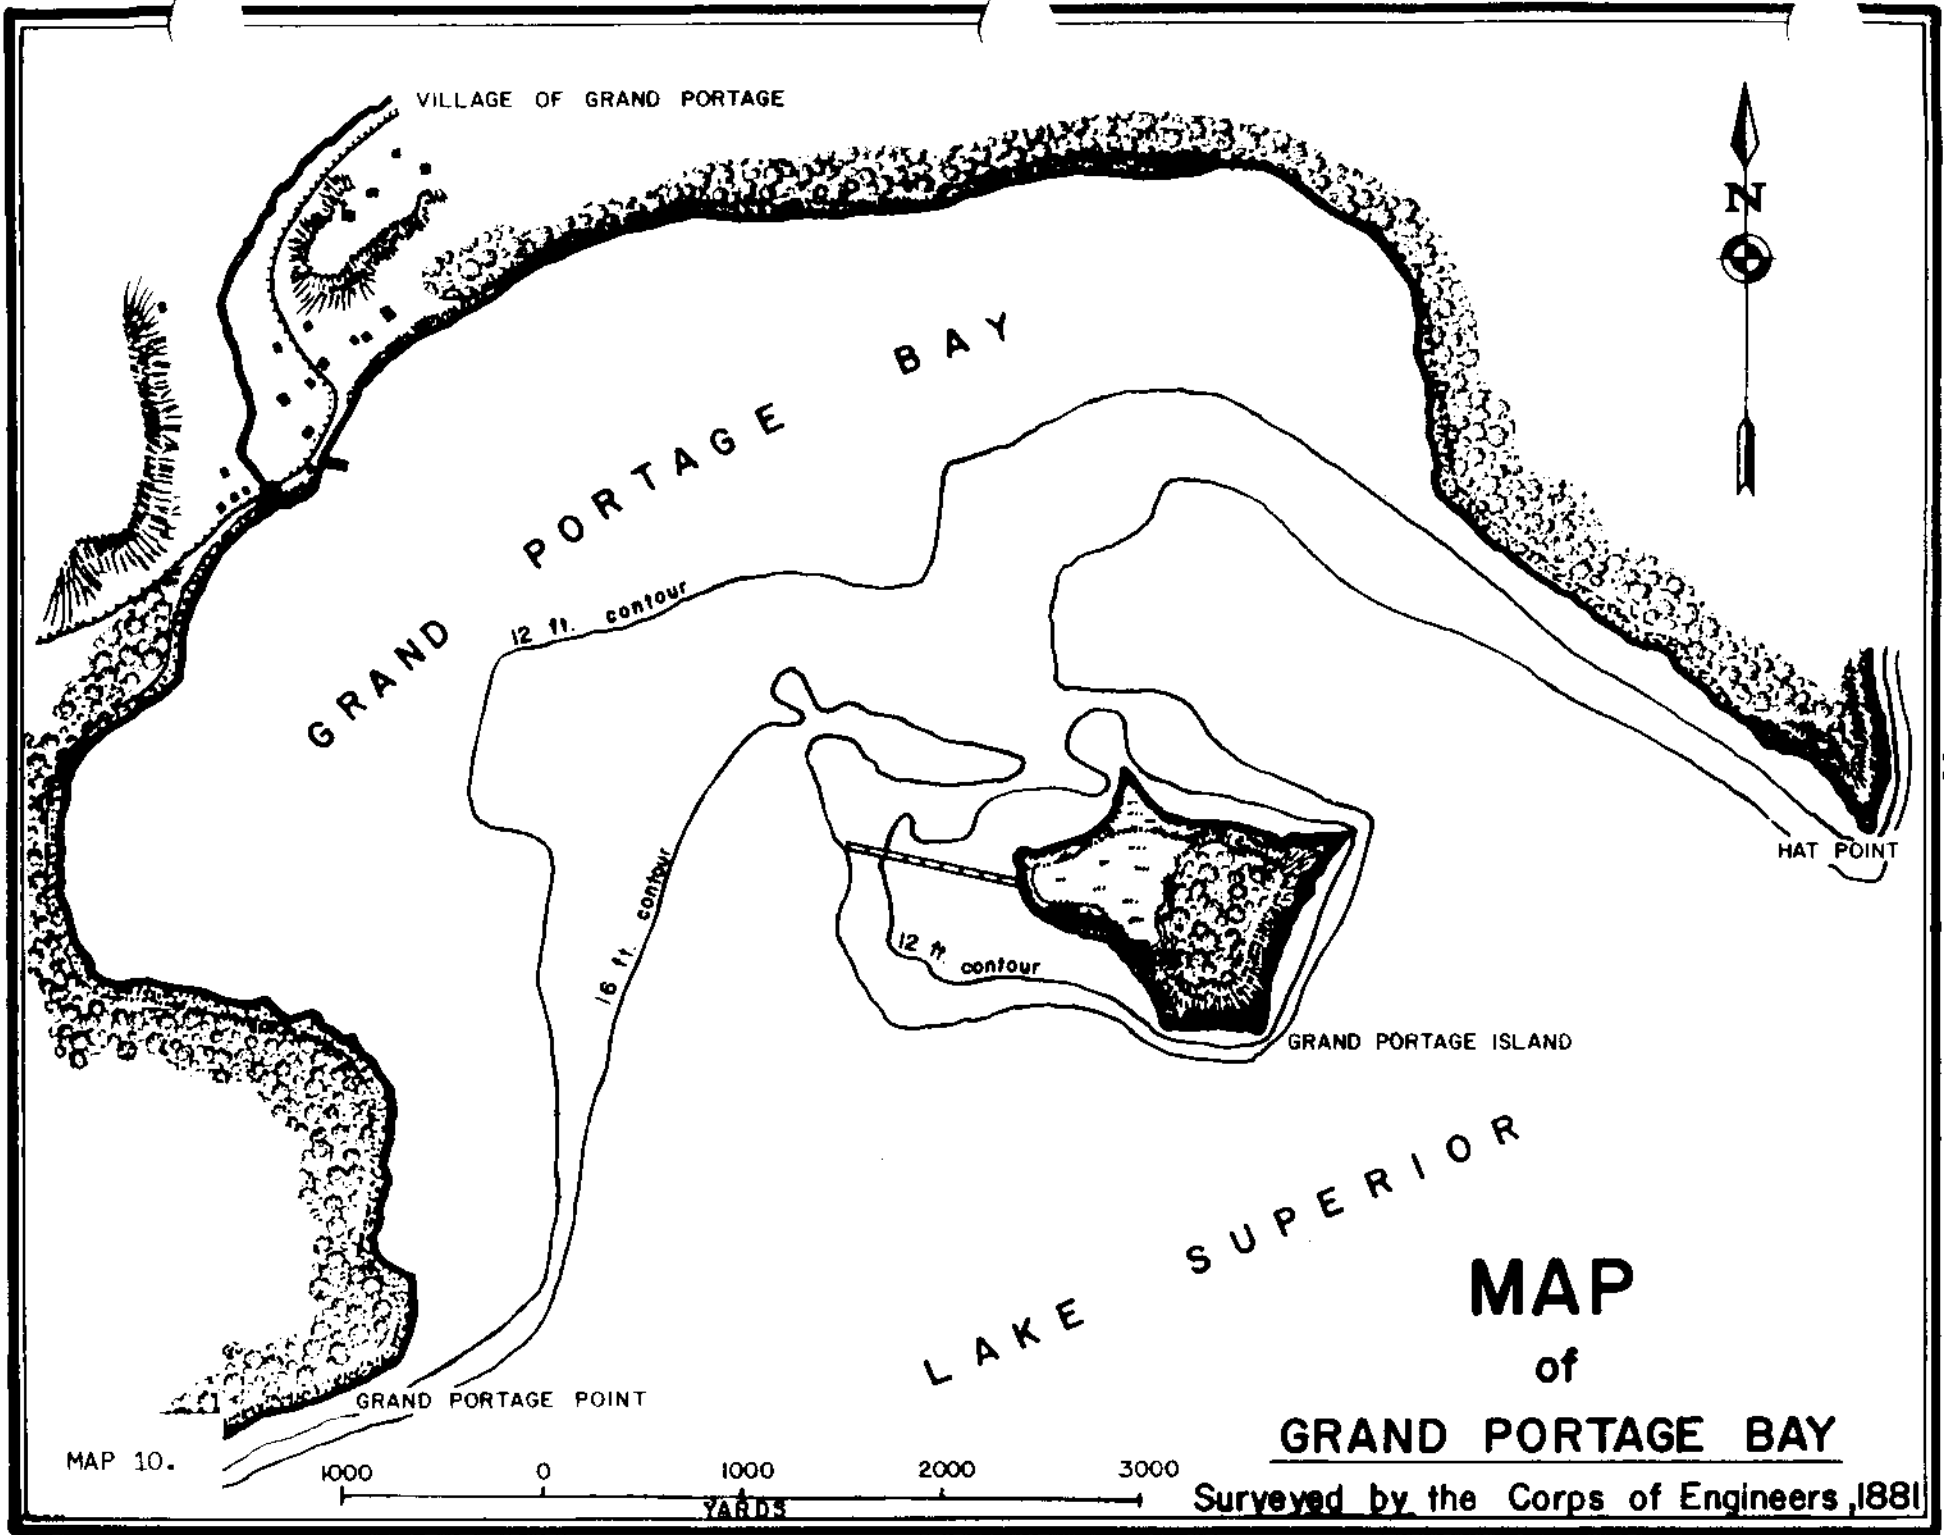 VILLAGE OF GRAND PORTAGE
N
GRAND PORTAGE BAY
12 ft. contour
16 ft. contour
12 ft. contour
HAT POINT
GRAND PORTAGE ISLAND
LAKE SUPERIOR
MAP
of
GRAND PORTAGE BAY
Surveyed by the Corps of Engineers, 1881
GRAND PORTAGE POINT
MAP 10.
1000 0 1000 2000 3000
YARDS